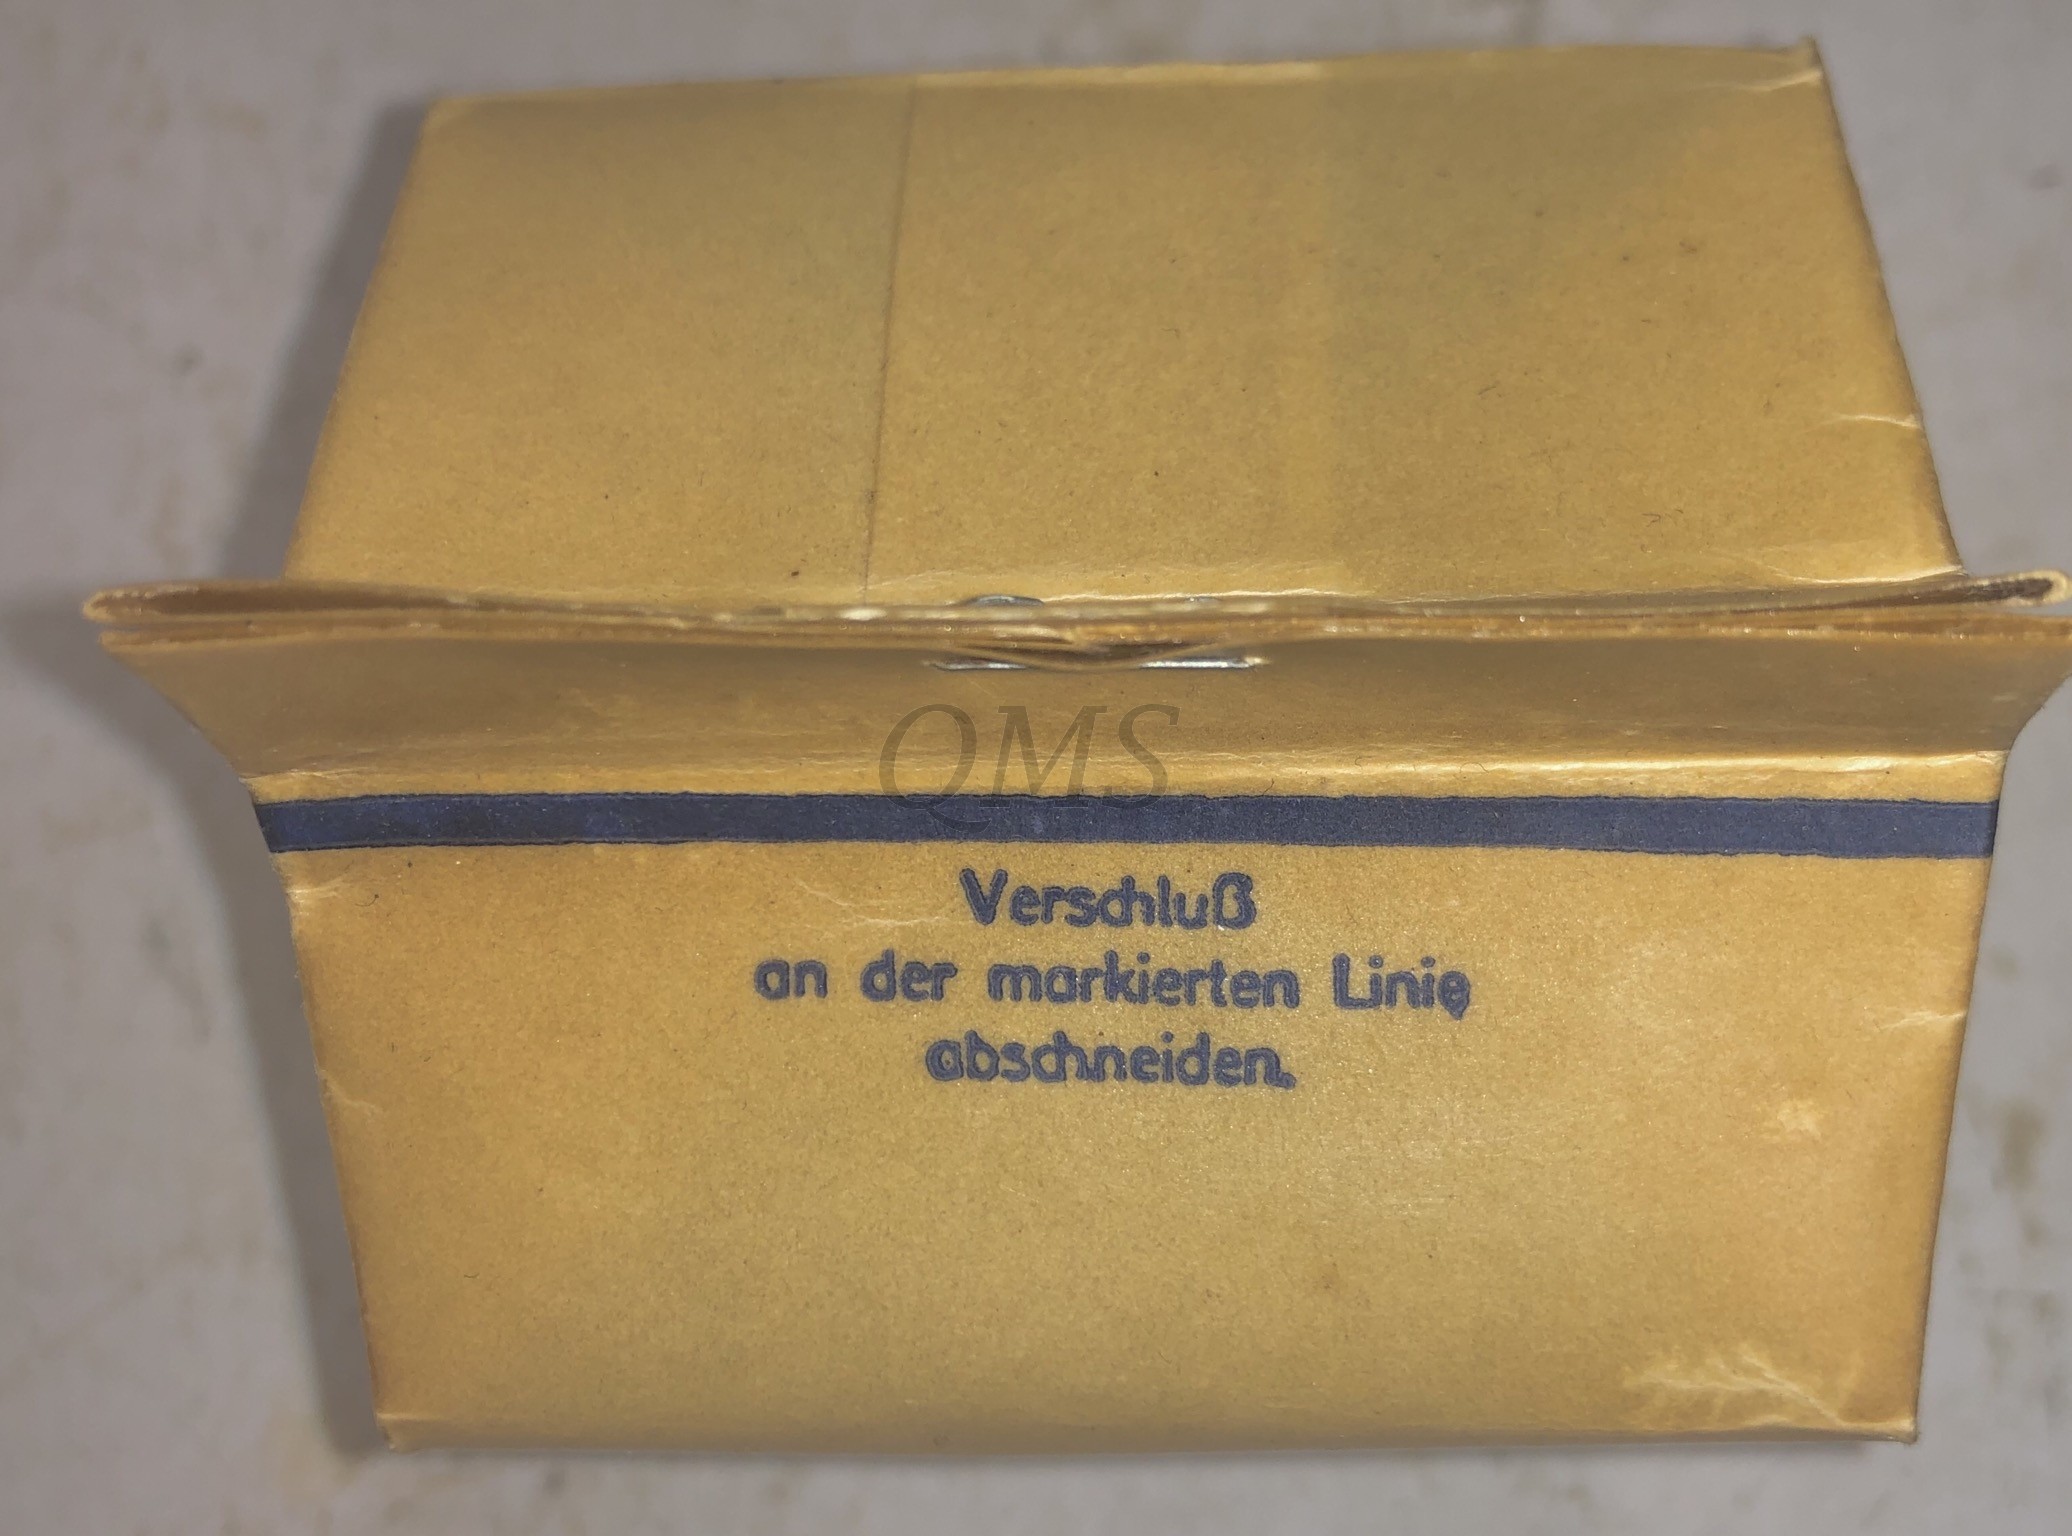 QMS
Verschluß
an der markierten Linie
abschneiden.